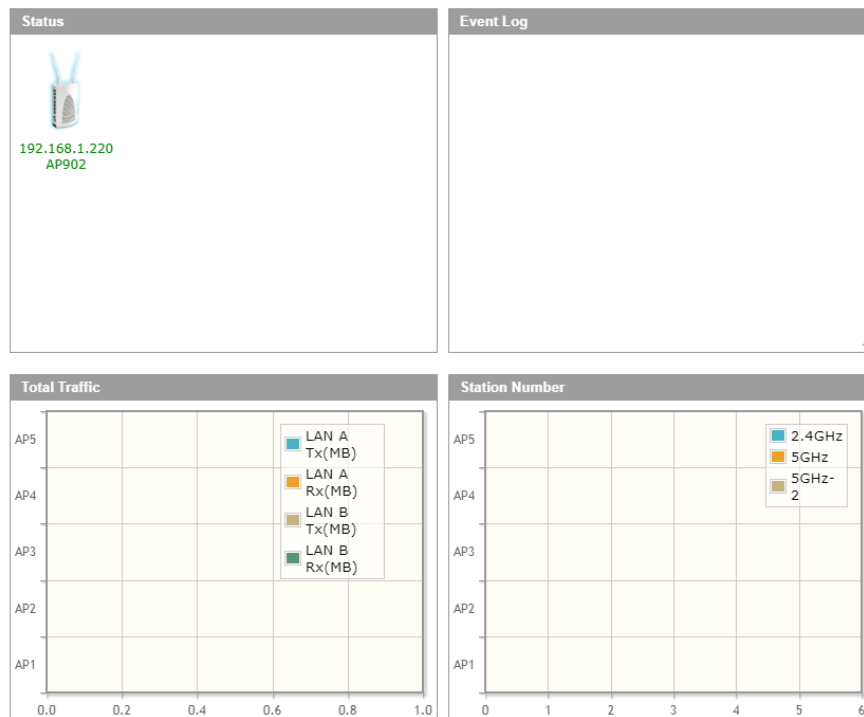 Status
192.168.1.220
AP902
Event Log
Total Traffic
AP5
AP4
AP3
AP2
AP1
LAN A
Tx(MB)
LAN A
Rx(MB)
LAN B
Tx(MB)
LAN B
Rx(MB)
0.0 0.2 0.4 0.6 0.8 1.0
Station Number
AP5
AP4
AP3
AP2
AP1
2.4GHz
5GHz
5GHz-
2
0 1 2 3 4 5 6